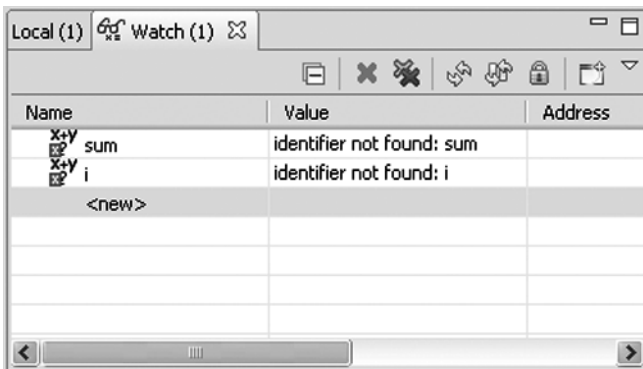 Local (1) Watch (1)
Name Value Address
sum identifier not found: sum
i identifier not found: i
<new>